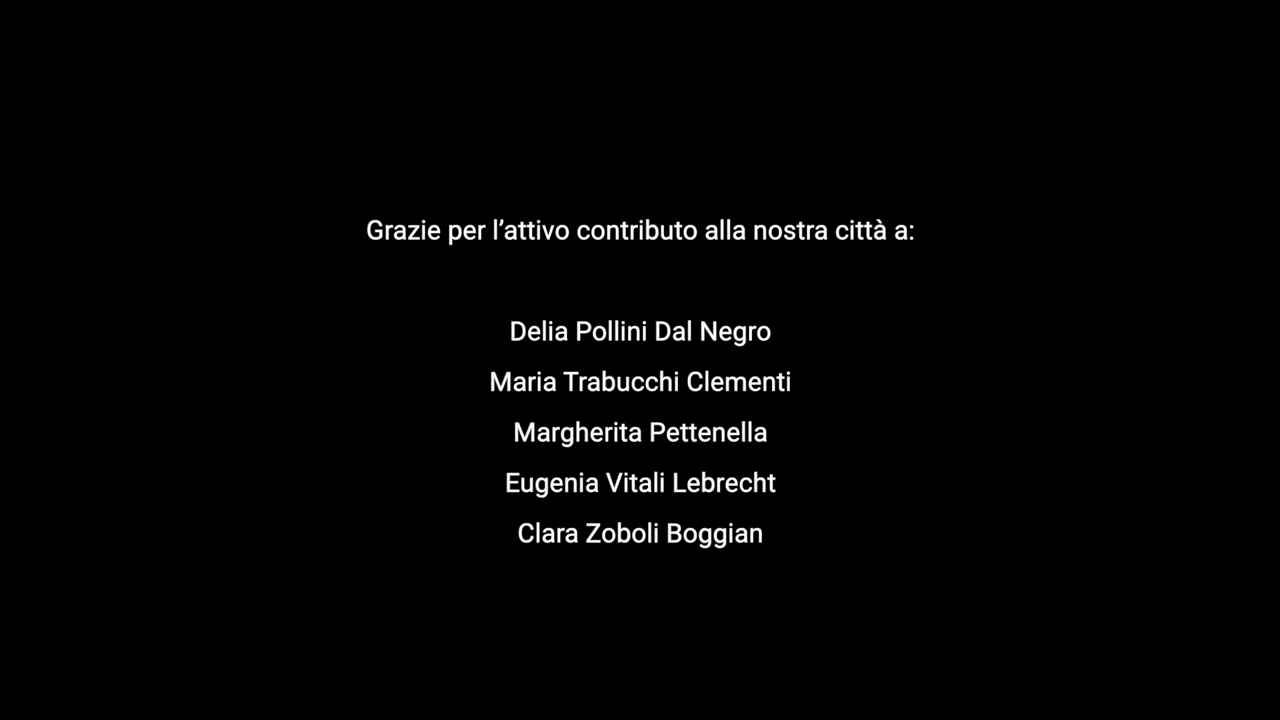 Grazie per l’attivo contributo alla nostra città a:
Delia Pollini Dal Negro
Maria Trabucchi Clementi
Margherita Pettenella
Eugenia Vitali Lebrecht
Clara Zoboli Boggian